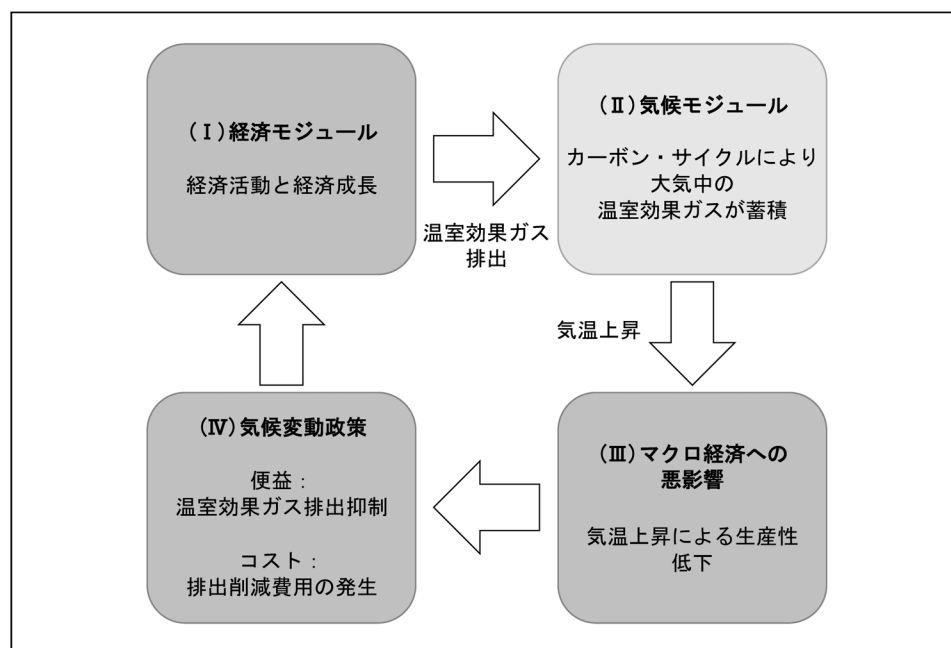 (Ⅰ)経済モジュール
経済活動と経済成長
温室効果ガス
排出
(Ⅱ)気候モジュール
カーボン・サイクルにより
大気中の
温室効果ガスが蓄積
気温上昇
(Ⅲ)マクロ経済への
悪影響
気温上昇による生産性
低下
(Ⅳ)気候変動政策
便益：
温室効果ガス排出抑制
コスト：
排出削減費用の発生